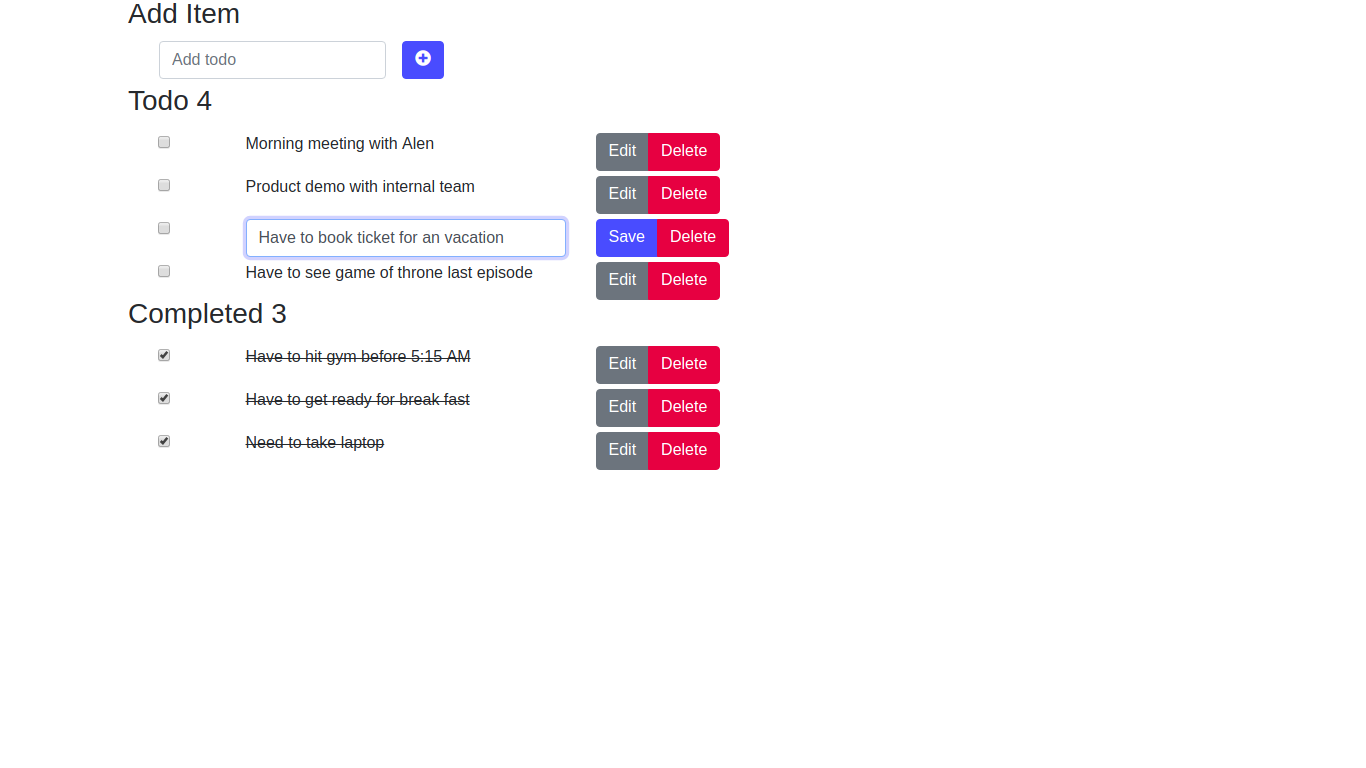 Add Item
Add todo
Todo 4
Morning meeting with Alen Edit Delete
Product demo with internal team Edit Delete
Have to book ticket for an vacation Save Delete
Have to see game of throne last episode Edit Delete
Completed 3
Have to hit gym before 5:15 AM Edit Delete
Have to get ready for break fast Edit Delete
Need to take laptop Edit Delete